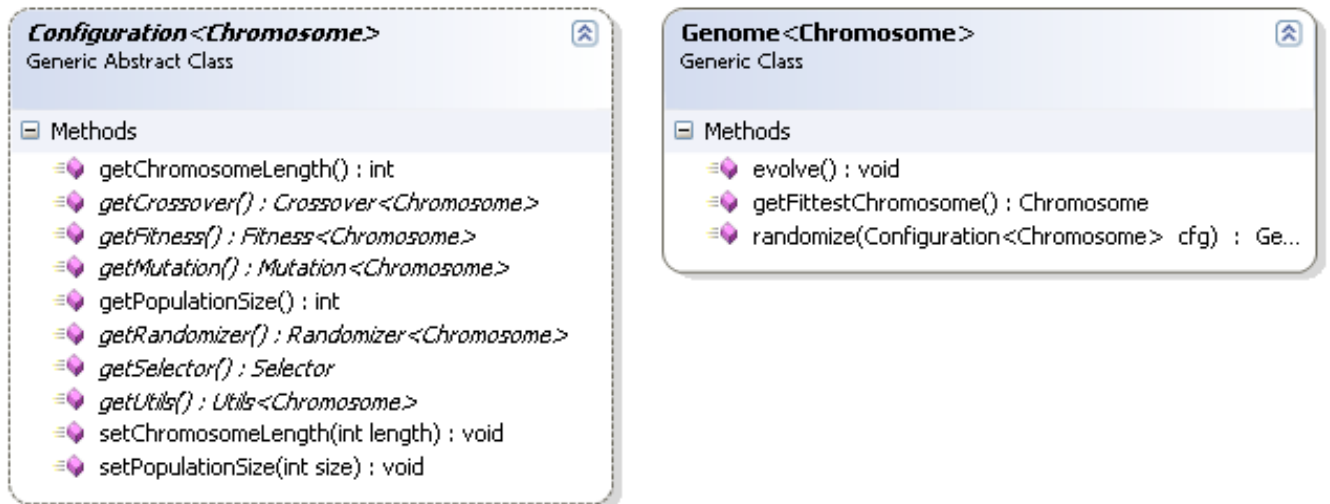 Configuration<Chromosome>
Generic Abstract Class
Methods
getChromosomeLength() : int
getCrossover() : Crossover<Chromosome>
getFitness() : Fitness<Chromosome>
getMutation() : Mutation<Chromosome>
getPopulationSize() : int
getRandomizer() : Randomizer<Chromosome>
getSelector() : Selector
getUtils() : Utils<Chromosome>
setChromosomeLength(int length) : void
setPopulationSize(int size) : void
Genome<Chromosome>
Generic Class
Methods
evolve() : void
getFittestChromosome() : Chromosome
randomize(Configuration<Chromosome> cfg) : Ge...